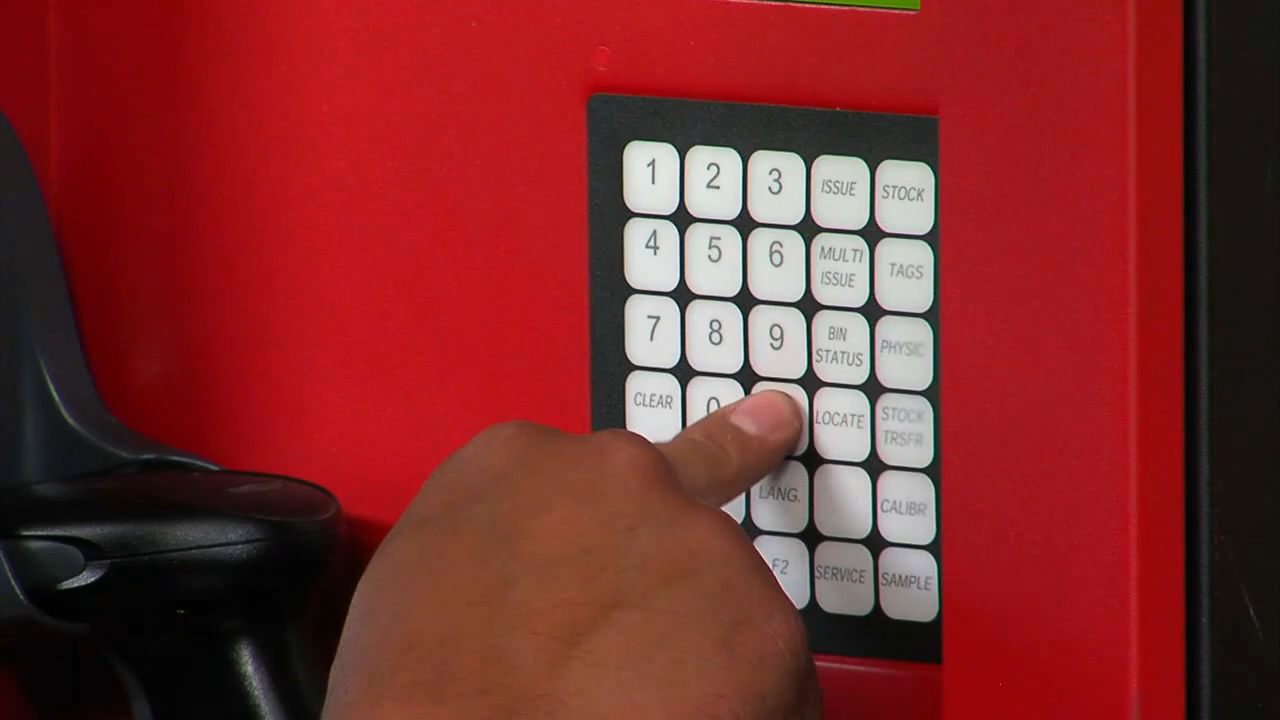 1 2 3 ISSUE STOCK
4 5 6 MULTI ISSUE TAGS
7 8 9 BIN STATUS PHYSIC
CLEAR 0 LOCATE STOCK TRSFR
LANG. CALIBR
F2 SERVICE SAMPLE